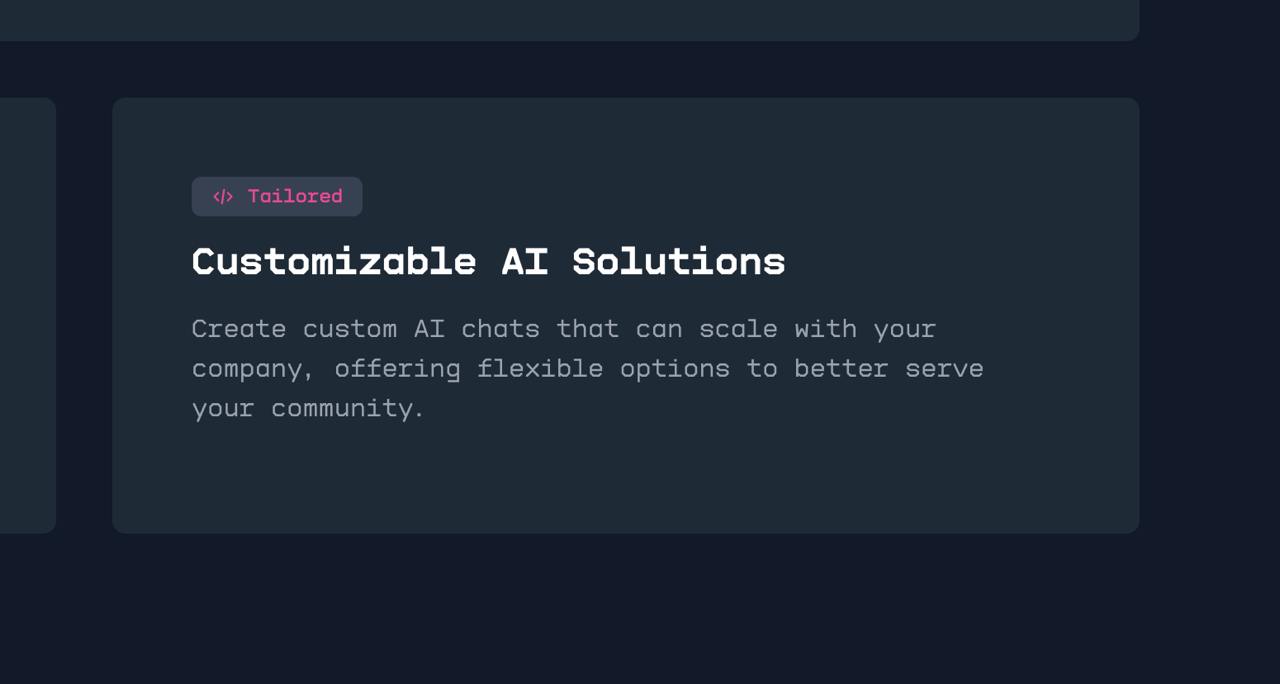 </> Tailored
Customizable AI Solutions
Create custom AI chats that can scale with your
company, offering flexible options to better serve
your community.